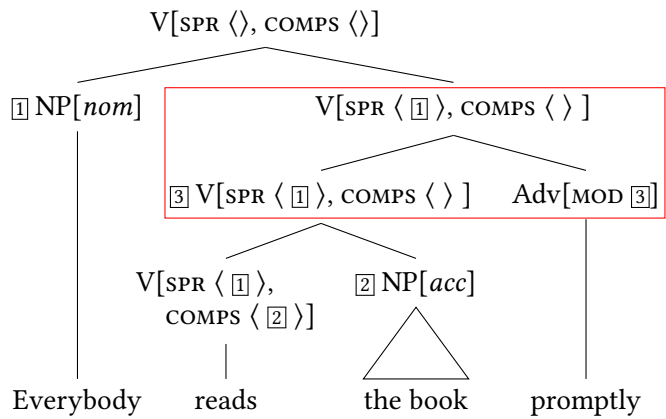 V[SPR ⟨⟩, COMPS ⟨⟩]
1 NP[nom] V[SPR ⟨ 1 ⟩, COMPS ⟨ ⟩ ]
3 V[SPR ⟨ 1 ⟩, COMPS ⟨ ⟩ ] Adv[MOD 3]
V[SPR ⟨ 1 ⟩, 2 NP[acc]
COMPS ⟨ 2 ⟩]
Everybody reads the book promptly